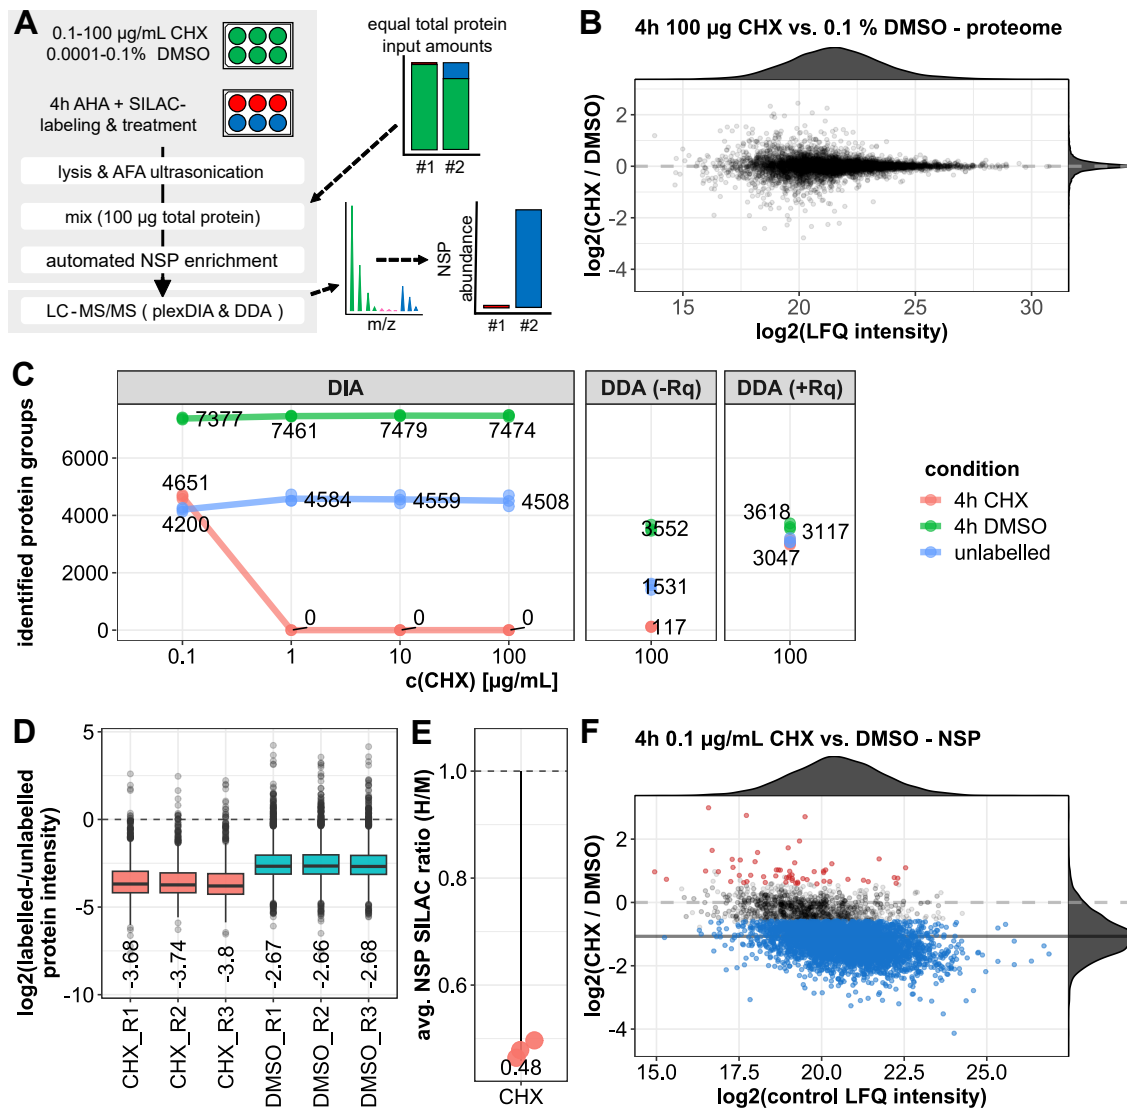 A
0.1-100 µg/mL CHX
0.0001-0.1% DMSO
4h AHA + SILAC-
labeling & treatment
lysis & AFA ultrasonication
mix (100 µg total protein)
automated NSP enrichment
LC-MS/MS ( plexDIA & DDA )
equal total protein
input amounts
#1 #2
m/z
NSP
abundance
#1 #2
B
4h 100 µg CHX vs. 0.1 % DMSO - proteome
log2(CHX / DMSO)
2
0
-2
-4
15 20 25 30
log2(LFQ intensity)
C
DIA
DDA (-Rq)
DDA (+Rq)
identified protein groups
6000
4000
2000
0
7377
7461
7479
7474
4651
4200
4584
4559
4508
0
0
0
3552
1531
117
3618
3117
3047
0.1 1 10 100
100
100
c(CHX) [µg/mL]
condition
4h CHX
4h DMSO
unlabelled
D
log2(labelled-/unlabelled
protein intensity)
5
0
-5
-10
-3.68
-3.74
-3.8
-2.67
-2.66
-2.68
CHX_R1
CHX_R2
CHX_R3
DMSO_R1
DMSO_R2
DMSO_R3
E
avg. NSP SILAC ratio (H/M)
1.0
0.8
0.6
0.48
CHX
F
4h 0.1 µg/mL CHX vs. DMSO - NSP
log2(CHX / DMSO)
2
0
-2
-4
15.0 17.5 20.0 22.5 25.0
log2(control LFQ intensity)